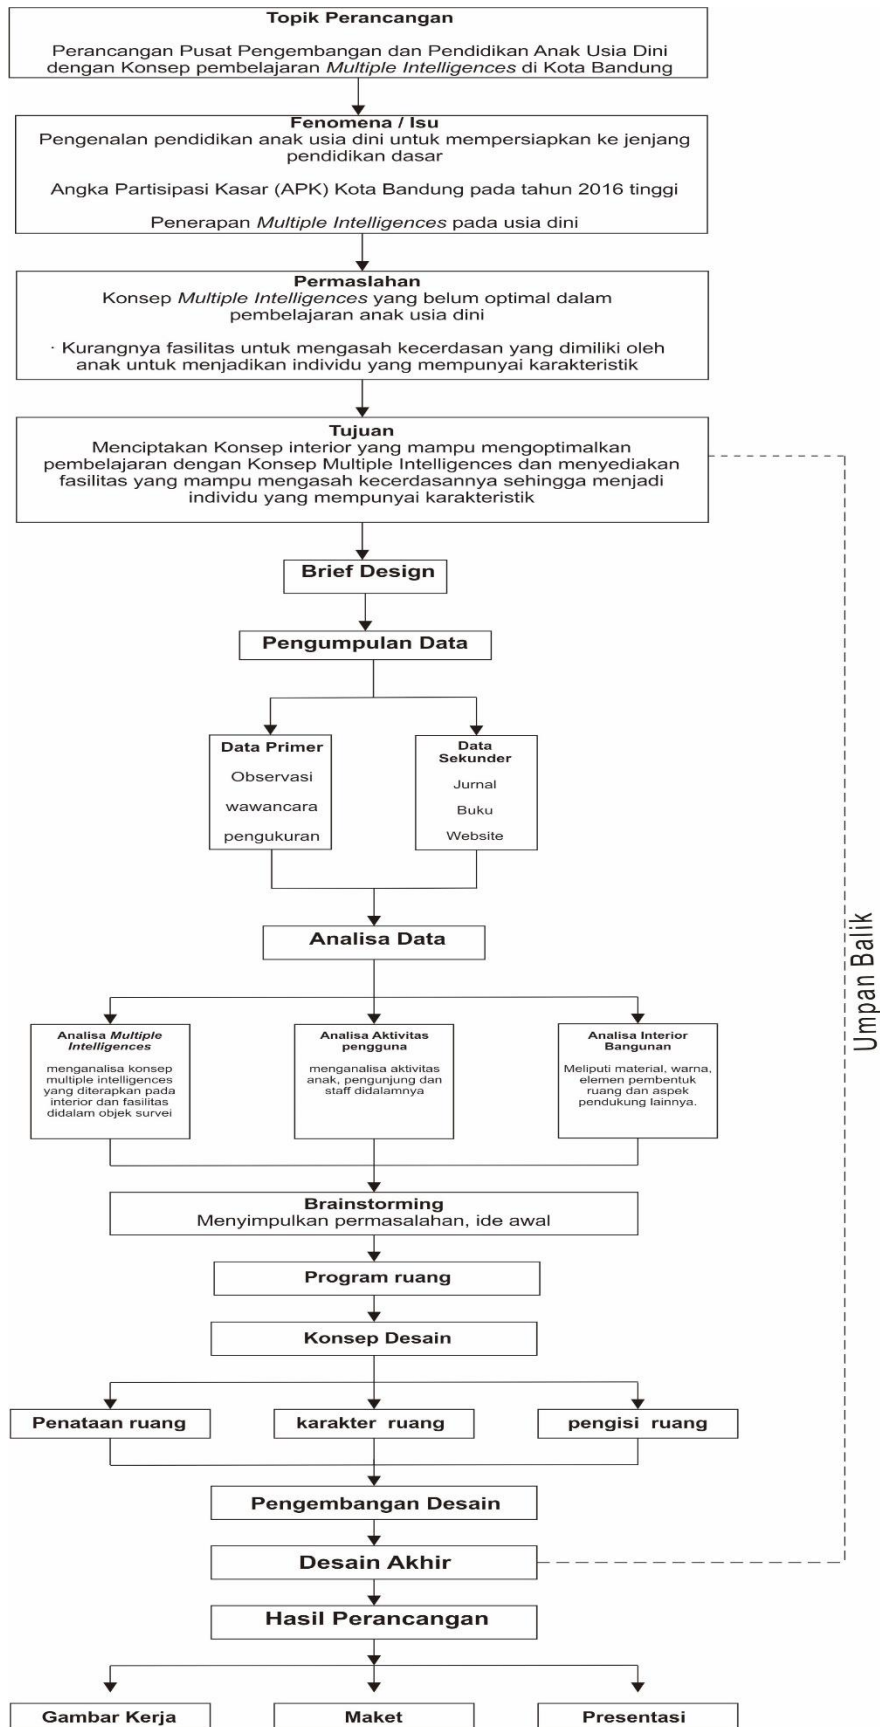 Topik Perancangan
Perancangan Pusat Pengembangan dan Pendidikan Anak Usia Dini
dengan Konsep pembelajaran Multiple Intelligences di Kota Bandung
Fenomena / Isu
Pengenalan pendidikan anak usia dini untuk mempersiapkan ke jenjang
pendidikan dasar
Angka Partisipasi Kasar (APK) Kota Bandung pada tahun 2016 tinggi
Penerapan Multiple Intelligences pada usia dini
Permaslahan
Konsep Multiple Intelligences yang belum optimal dalam
pembelajaran anak usia dini
· Kurangnya fasilitas untuk mengasah kecerdasan yang dimiliki oleh
anak untuk menjadikan individu yang mempunyai karakteristik
Tujuan
Menciptakan Konsep interior yang mampu mengoptimalkan
pembelajaran dengan Konsep Multiple Intelligences dan menyediakan
fasilitas yang mampu mengasah kecerdasannya sehingga menjadi
individu yang mempunyai karakteristik
Brief Design
Pengumpulan Data
Data Primer
Observasi
wawancara
pengukuran
Data
Sekunder
Jurnal
Buku
Website
Analisa Data
Analisa Multiple
Intelligences
menganalisa konsep
multiple intelligences
yang diterapkan pada
interior dan fasilitas
didalam objek survei
Analisa Aktivitas
pengguna
menganalisa aktivitas
anak, pengunjung dan
staff didalamnya
Analisa Interior
Bangunan
Meliputi material, warna,
elemen pembentuk
ruang dan aspek
pendukung lainnya.
Brainstorming
Menyimpulkan permasalahan, ide awal
Program ruang
Konsep Desain
Penataan ruang
karakter ruang
pengisi ruang
Pengembangan Desain
Desain Akhir
Hasil Perancangan
Gambar Kerja
Maket
Presentasi
Umpan Balik